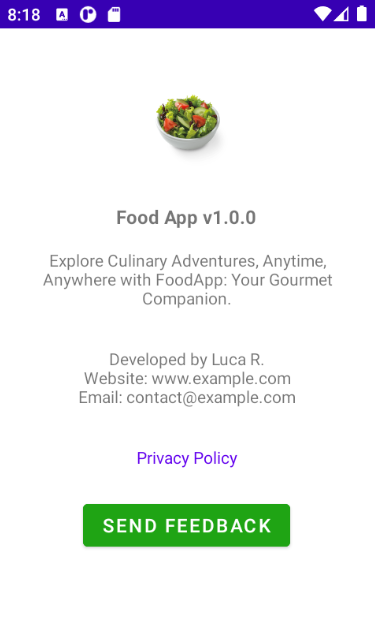 8:18
Food App v1.0.0
Explore Culinary Adventures, Anytime,
Anywhere with FoodApp: Your Gourmet
Companion.
Developed by Luca R.
Website: www.example.com
Email: contact@example.com
Privacy Policy
SEND FEEDBACK